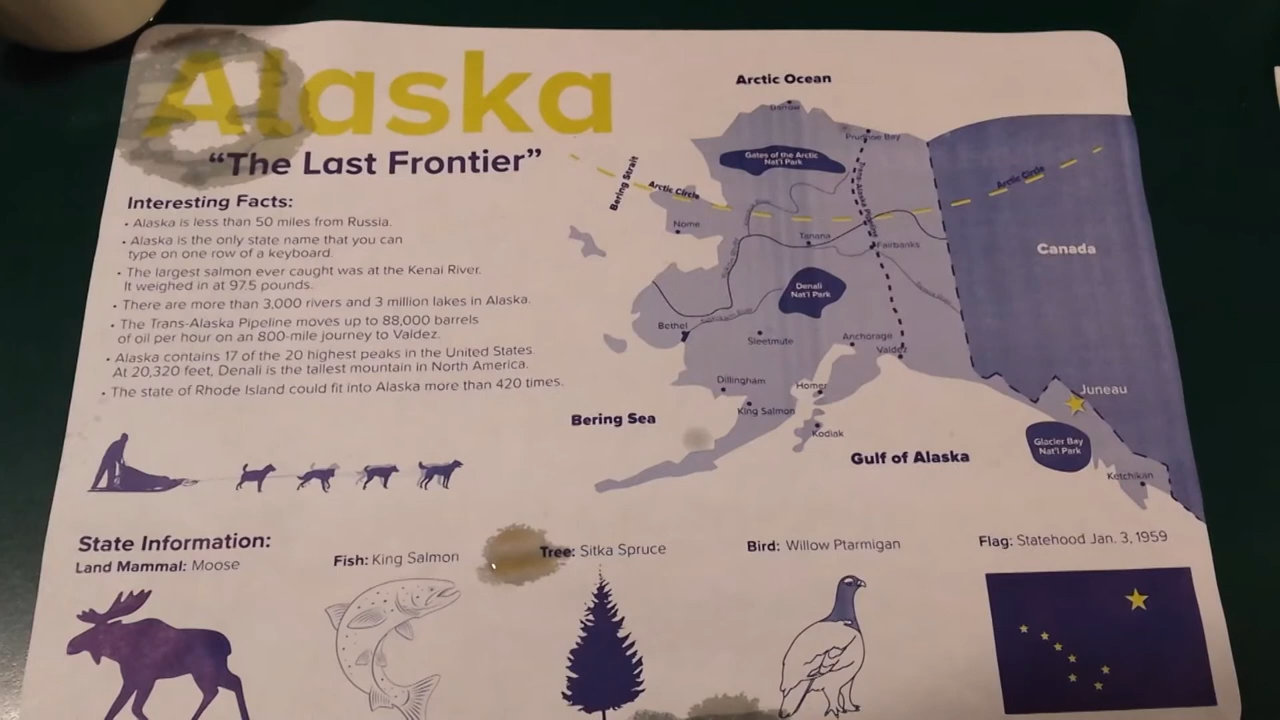 Alaska
"The Last Frontier"
Interesting Facts:
• Alaska is less than 50 miles from Russia.
• Alaska is the only state name that you can
type on one row of a keyboard.
• The largest salmon ever caught was at the Kenai River.
It weighed in at 97.5 pounds.
• There are more than 3,000 rivers and 3 million lakes in Alaska.
• The Trans-Alaska Pipeline moves up to 88,000 barrels
of oil per hour on an 800-mile journey to Valdez.
• Alaska contains 17 of the 20 highest peaks in the United States.
At 20,320 feet, Denali is the tallest mountain in North America.
• The state of Rhode Island could fit into Alaska more than 420 times.
Arctic Ocean
Barrow
Prudhoe Bay
Gates of the Arctic
Nat'l Park
Bering Strait
Arctic Circle
Arctic Circle
Trans-Alaska Pipeline
Nome
Tanana
Fairbanks
Canada
Yukon River
Denali
Nat'l Park
Bethel
Sleetmute
Anchorage
Valdez
Dillingham
Homer
Juneau
King Salmon
Bering Sea
Kodiak
Gulf of Alaska
Glacier Bay
Nat'l Park
Ketchikan
State Information:
Land Mammal: Moose
Fish: King Salmon
Tree: Sitka Spruce
Bird: Willow Ptarmigan
Flag: Statehood Jan. 3, 1959